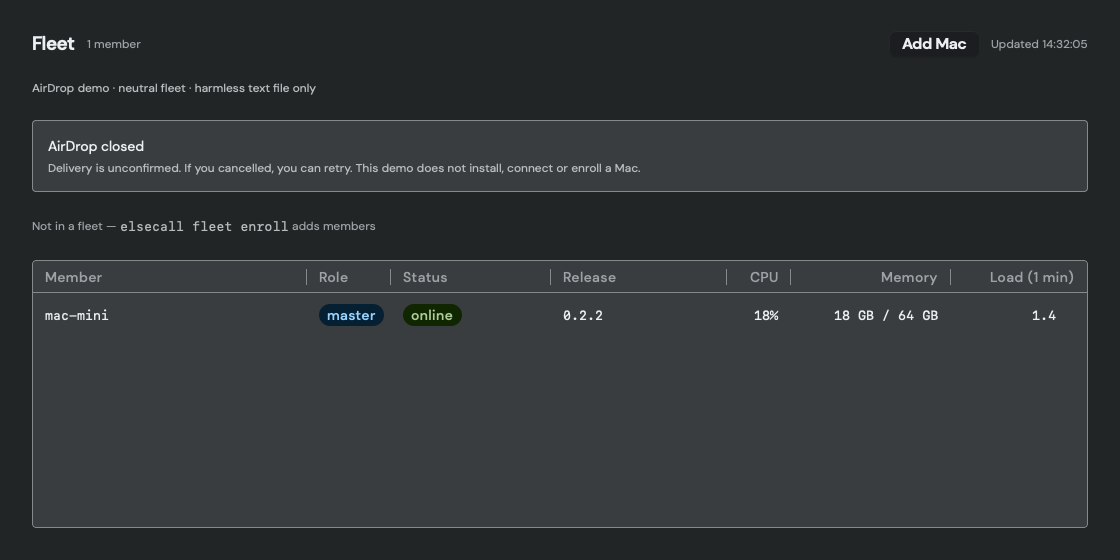 Fleet 1 member Add Mac Updated 14:32:05
AirDrop demo · neutral fleet · harmless text file only
AirDrop closed
Delivery is unconfirmed. If you cancelled, you can retry. This demo does not install, connect or enroll a Mac.
Not in a fleet — elsecall fleet enroll adds members
Member Role Status Release CPU Memory Load (1 min)
mac-mini master online 0.2.2 18% 18 GB / 64 GB 1.4